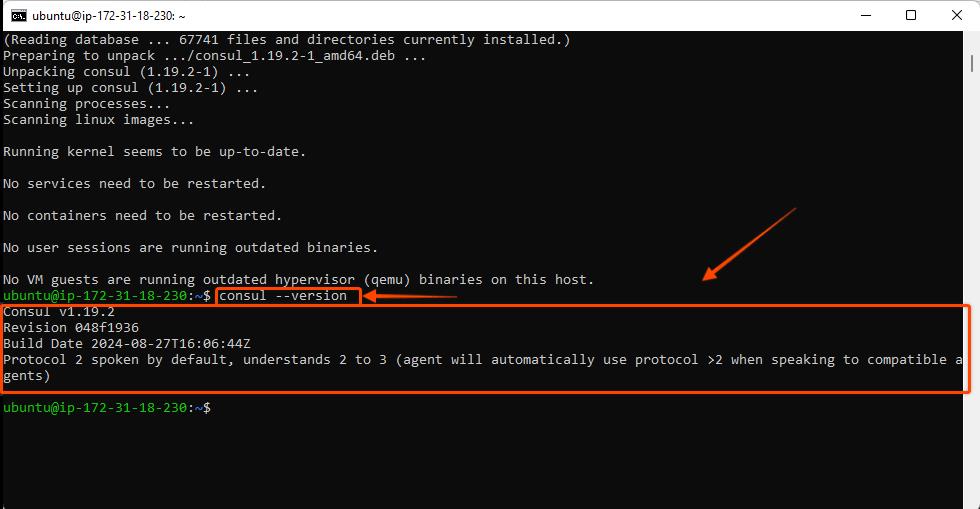 ubuntu@ip-172-31-18-230: ~
(Reading database ... 67741 files and directories currently installed.)
Preparing to unpack .../consul_1.19.2-1_amd64.deb ...
Unpacking consul (1.19.2-1) ...
Setting up consul (1.19.2-1) ...
Scanning processes...
Scanning linux images...
Running kernel seems to be up-to-date.
No services need to be restarted.
No containers need to be restarted.
No user sessions are running outdated binaries.
No VM guests are running outdated hypervisor (qemu) binaries on this host.
ubuntu@ip-172-31-18-230:~$ consul --version
Consul v1.19.2
Revision 048f1936
Build Date 2024-08-27T16:06:44Z
Protocol 2 spoken by default, understands 2 to 3 (agent will automatically use protocol >2 when speaking to compatible a
gents)
ubuntu@ip-172-31-18-230:~$